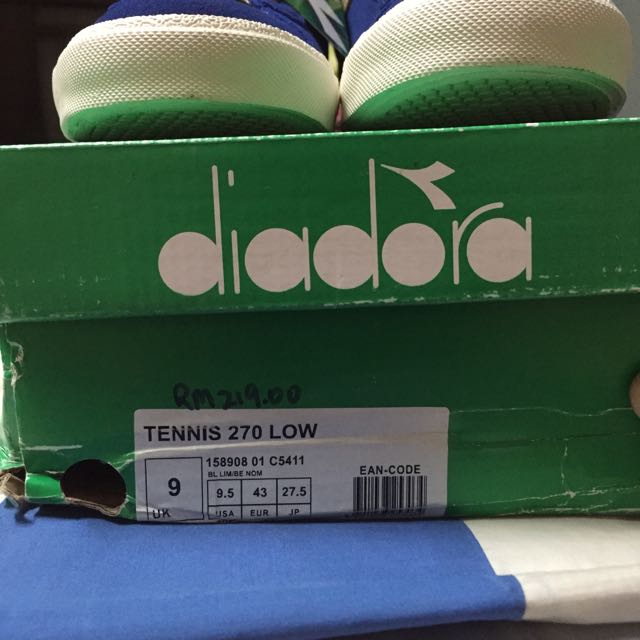 diadora
RM219.00
TENNIS 270 LOW
158908 01 C5411
BL LIM/BE NOM
EAN-CODE
9
9.5 43 27.5
UK
USA EUR JP